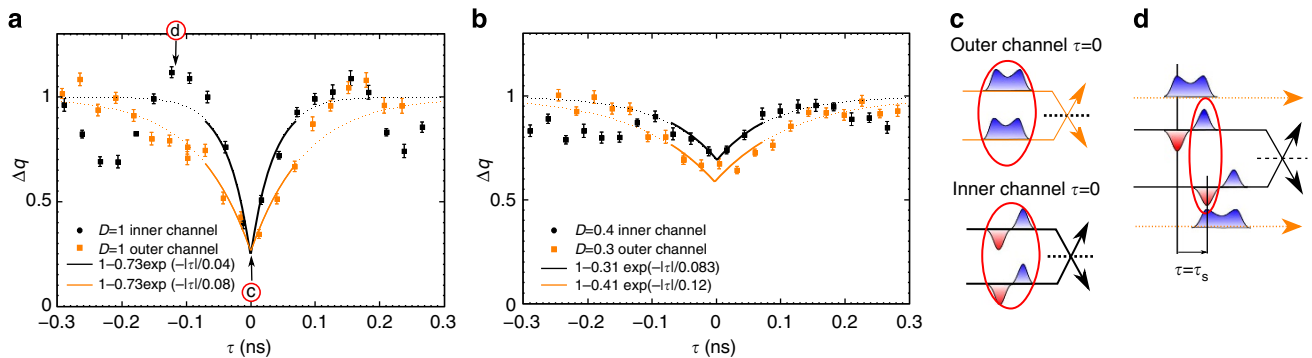 a
d
1
0.5
0
Δq
D=1 inner channel
D=1 outer channel
1–0.73exp (–|τ|/0.04)
1–0.73exp (–|τ|/0.08)
c
−0.3 −0.2 −0.1 0 0.1 0.2 0.3
τ (ns)
b
1
0.5
0
Δq
D=0.4 inner channel
D=0.3 outer channel
1–0.31 exp(–|τ|/0.083)
1–0.41 exp(–|τ|/0.12)
−0.3 −0.2 −0.1 0 0.1 0.2 0.3
τ (ns)
c
Outer channel τ=0
Inner channel τ=0
d
τ=τs